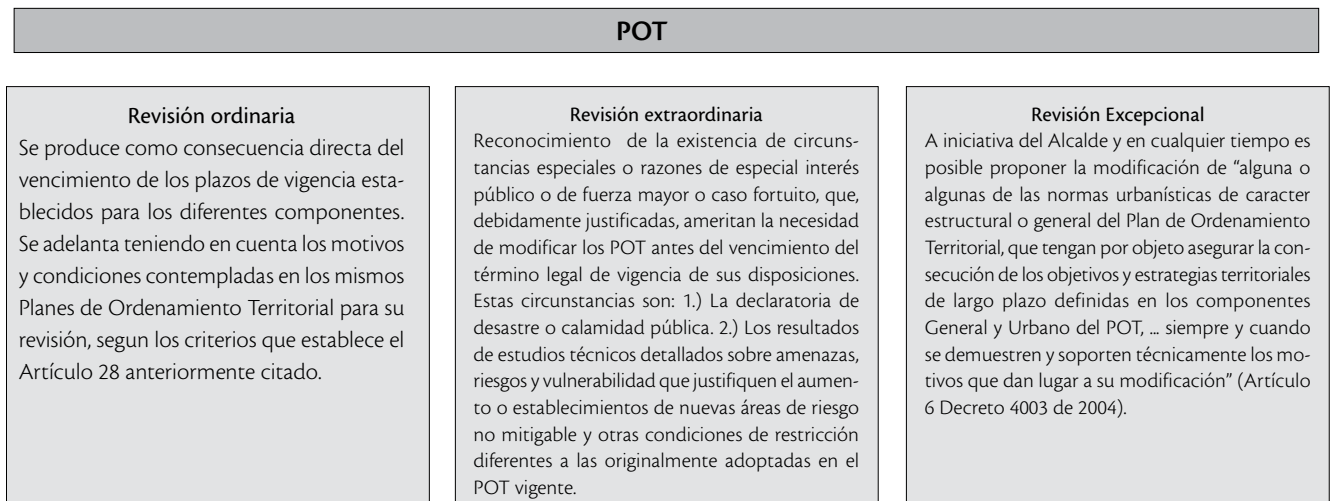 POT
Revisión ordinaria
Se produce como consecuencia directa del
vencimiento de los plazos de vigencia esta-
blecidos para los diferentes componentes.
Se adelanta teniendo en cuenta los motivos
y condiciones contempladas en los mismos
Planes de Ordenamiento Territorial para su
revisión, segun los criterios que establece el
Artículo 28 anteriormente citado.
Revisión extraordinaria
Reconocimiento de la existencia de circuns-
tancias especiales o razones de especial interés
público o de fuerza mayor o caso fortuito, que,
debidamente justificadas, ameritan la necesidad
de modificar los POT antes del vencimiento del
término legal de vigencia de sus disposiciones.
Estas circunstancias son: 1.) La declaratoria de
desastre o calamidad pública. 2.) Los resultados
de estudios técnicos detallados sobre amenazas,
riesgos y vulnerabilidad que justifiquen el aumen-
to o establecimientos de nuevas áreas de riesgo
no mitigable y otras condiciones de restricción
diferentes a las originalmente adoptadas en el
POT vigente.
Revisión Excepcional
A iniciativa del Alcalde y en cualquier tiempo es
posible proponer la modificación de “alguna o
algunas de las normas urbanísticas de caracter
estructural o general del Plan de Ordenamiento
Territorial, que tengan por objeto asegurar la con-
secución de los objetivos y estrategias territoriales
de largo plazo definidas en los componentes
General y Urbano del POT, ... siempre y cuando
se demuestren y soporten técnicamente los mo-
tivos que dan lugar a su modificación” (Artículo
6 Decreto 4003 de 2004).